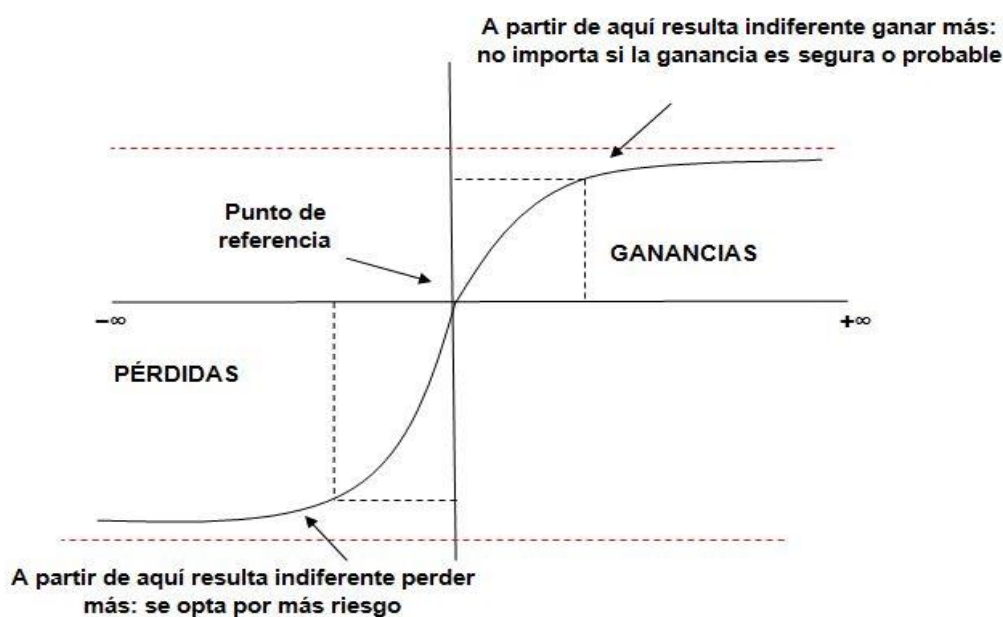 A partir de aquí resulta indiferente ganar más:
no importa si la ganancia es segura o probable
Punto de
referencia
GANANCIAS
−∞
+∞
PÉRDIDAS
A partir de aquí resulta indiferente perder
más: se opta por más riesgo